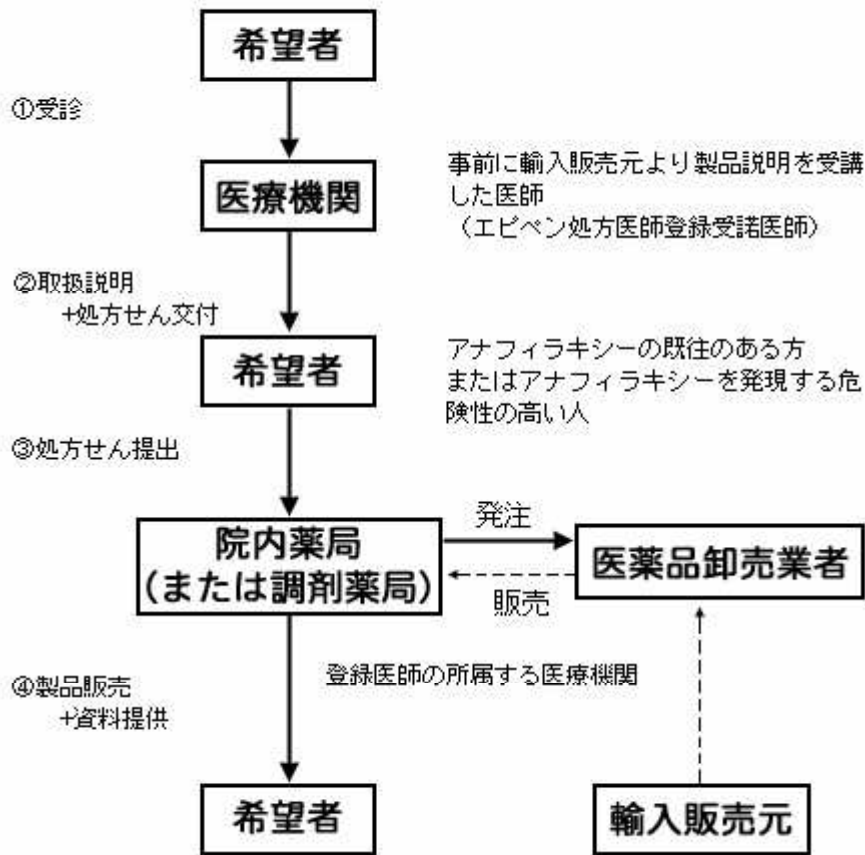 希望者
①受診
医療機関
事前に輸入販売元より製品説明を受講
した医師
（エピペン処方医師登録受諾医師）
②取扱説明
+処方せん交付
希望者
アナフィラキシーの既往のある方
またはアナフィラキシーを発現する危
険性の高い人
③処方せん提出
院内薬局
（または調剤薬局）
発注
医薬品卸売業者
販売
登録医師の所属する医療機関
④製品販売
+資料提供
希望者
輸入販売元